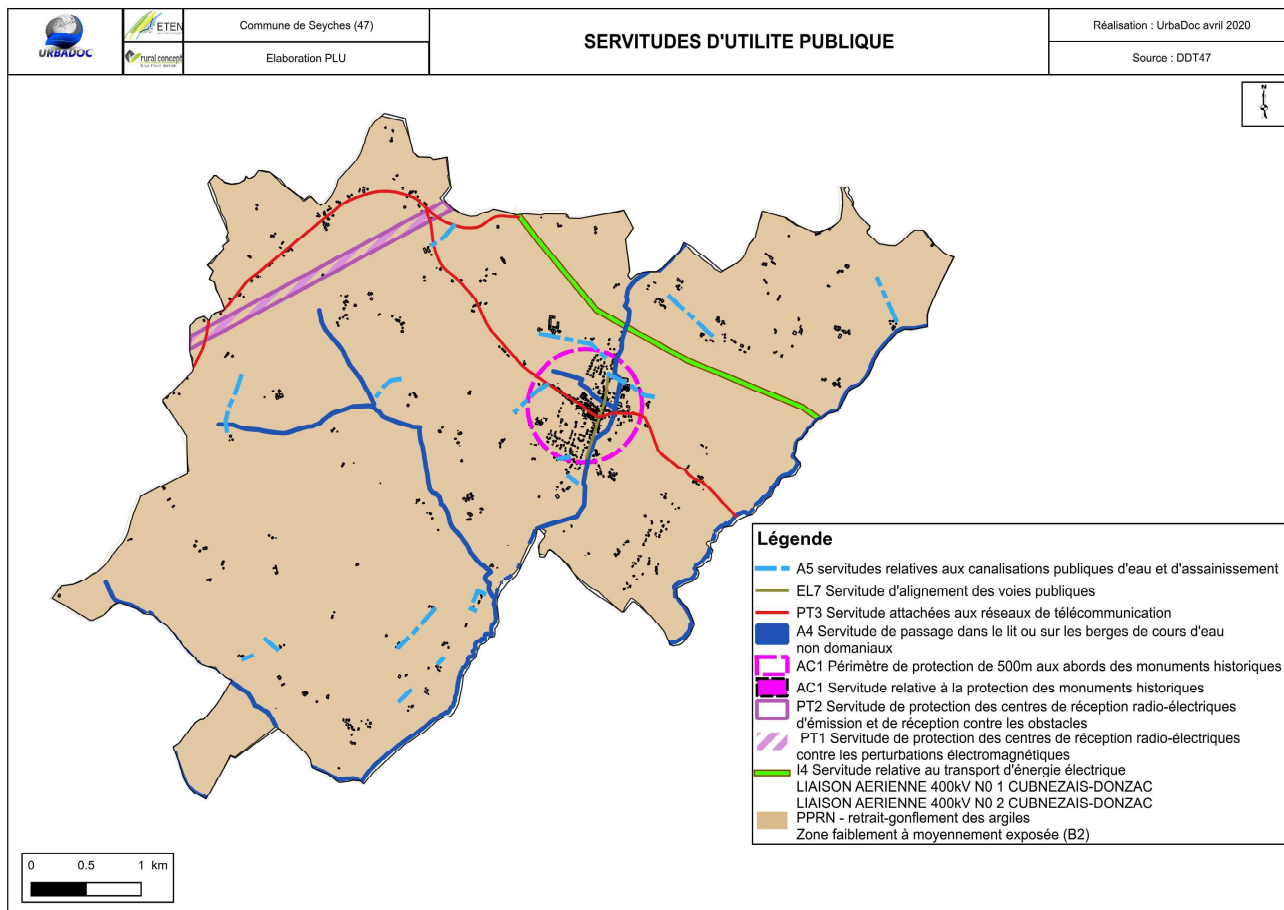 URBADOC
ETEN
rural concept
Commune de Seyches (47)
Elaboration PLU
SERVITUDES D'UTILITE PUBLIQUE
Réalisation : UrbaDoc avril 2020
Source : DDT47
N
Légende
A5 servitudes relatives aux canalisations publiques d'eau et d'assainissement
EL7 Servitude d'alignement des voies publiques
PT3 Servitude attachées aux réseaux de télécommunication
A4 Servitude de passage dans le lit ou sur les berges de cours d'eau
non domaniaux
AC1 Périmètre de protection de 500m aux abords des monuments historiques
AC1 Servitude relative à la protection des monuments historiques
PT2 Servitude de protection des centres de réception radio-électriques
d'émission et de réception contre les obstacles
PT1 Servitude de protection des centres de réception radio-électriques
contre les perturbations électromagnétiques
I4 Servitude relative au transport d'énergie électrique
LIAISON AERIENNE 400kV N0 1 CUBNEZAIS-DONZAC
LIAISON AERIENNE 400kV N0 2 CUBNEZAIS-DONZAC
PPRN - retrait-gonflement des argiles
Zone faiblement à moyennement exposée (B2)
0 0.5 1 km